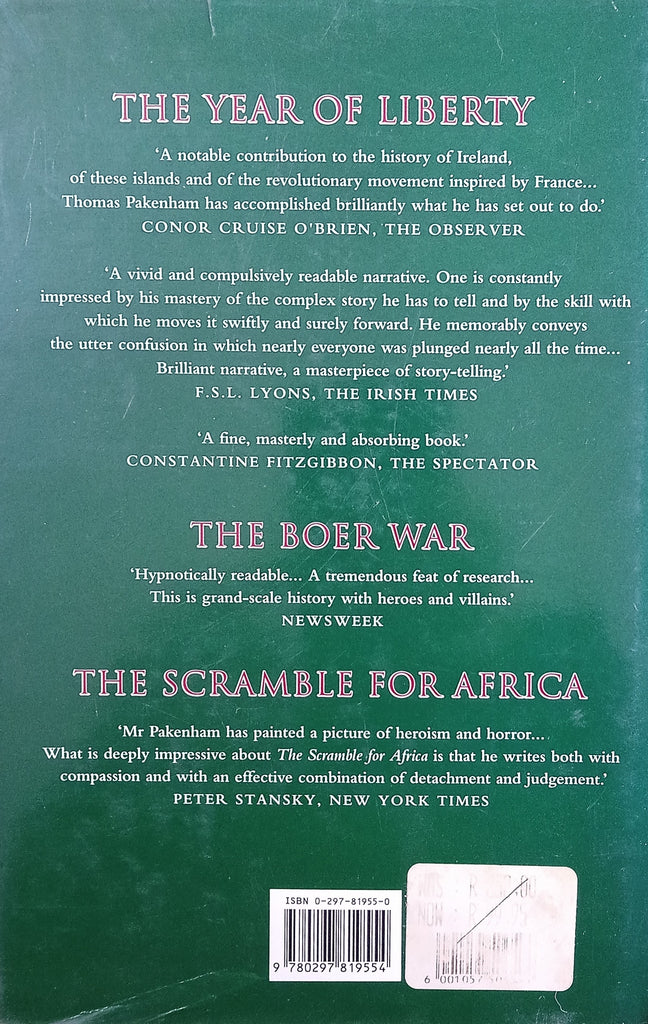 THE YEAR OF LIBERTY
‘A notable contribution to the history of Ireland,
of these islands and of the revolutionary movement inspired by France...
Thomas Pakenham has accomplished brilliantly what he has set out to do.’
CONOR CRUISE O'BRIEN, THE OBSERVER
‘A vivid and compulsively readable narrative. One is constantly
impressed by his mastery of the complex story he has to tell and by the skill with
which he moves it swiftly and surely forward. He memorably conveys
the utter confusion in which nearly everyone was plunged nearly all the time...
Brilliant narrative, a masterpiece of story-telling.’
F.S.L. LYONS, THE IRISH TIMES
‘A fine, masterly and absorbing book.’
CONSTANTINE FITZGIBBON, THE SPECTATOR
THE BOER WAR
‘Hypnotically readable... A tremendous feat of research...
This is grand-scale history with heroes and villains.’
NEWSWEEK
THE SCRAMBLE FOR AFRICA
‘Mr Pakenham has painted a picture of heroism and horror...
What is deeply impressive about The Scramble for Africa is that he writes both with
compassion and with an effective combination of detachment and judgement.’
PETER STANSKY, NEW YORK TIMES
ISBN 0-297-81955-0
9 780297 819554
WAS R
NOW R